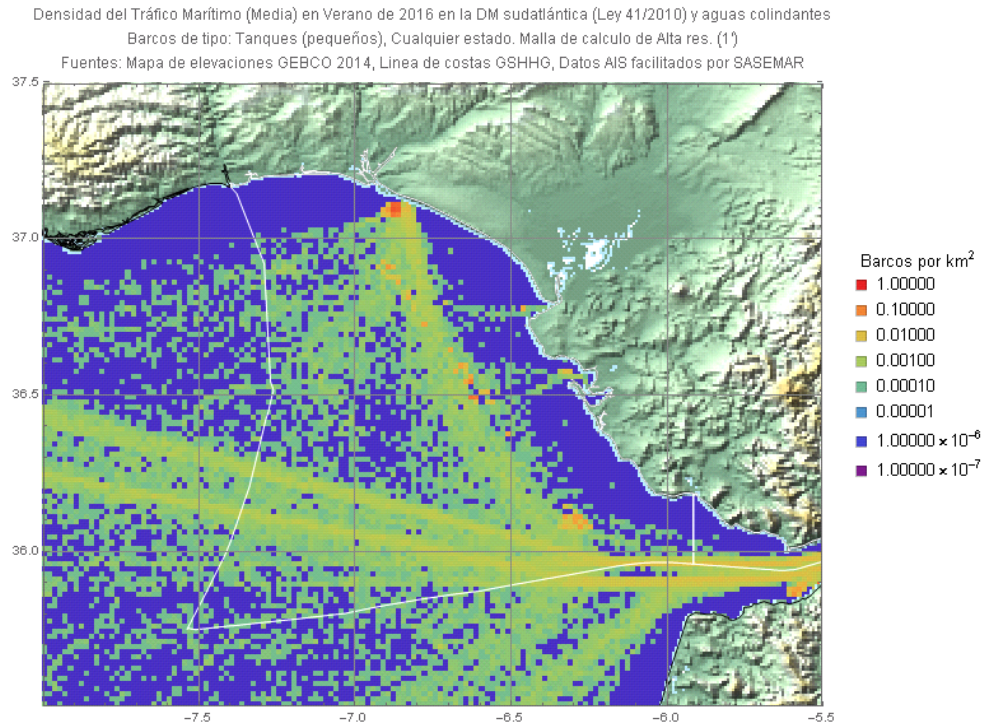 Densidad del Tráfico Marítimo (Media) en Verano de 2016 en la DM sudatlántica (Ley 41/2010) y aguas colindantes
Barcos de tipo: Tanques (pequeños), Cualquier estado. Malla de calculo de Alta res. (1')
Fuentes: Mapa de elevaciones GEBCO 2014, Linea de costas GSHHG, Datos AIS facilitados por SASEMAR
37.5
37.0
36.5
36.0
-7.5
-7.0
-6.5
-6.0
-5.5
Barcos por km²
1.00000
0.10000
0.01000
0.00100
0.00010
0.00001
1.00000 × 10⁻⁶
1.00000 × 10⁻⁷